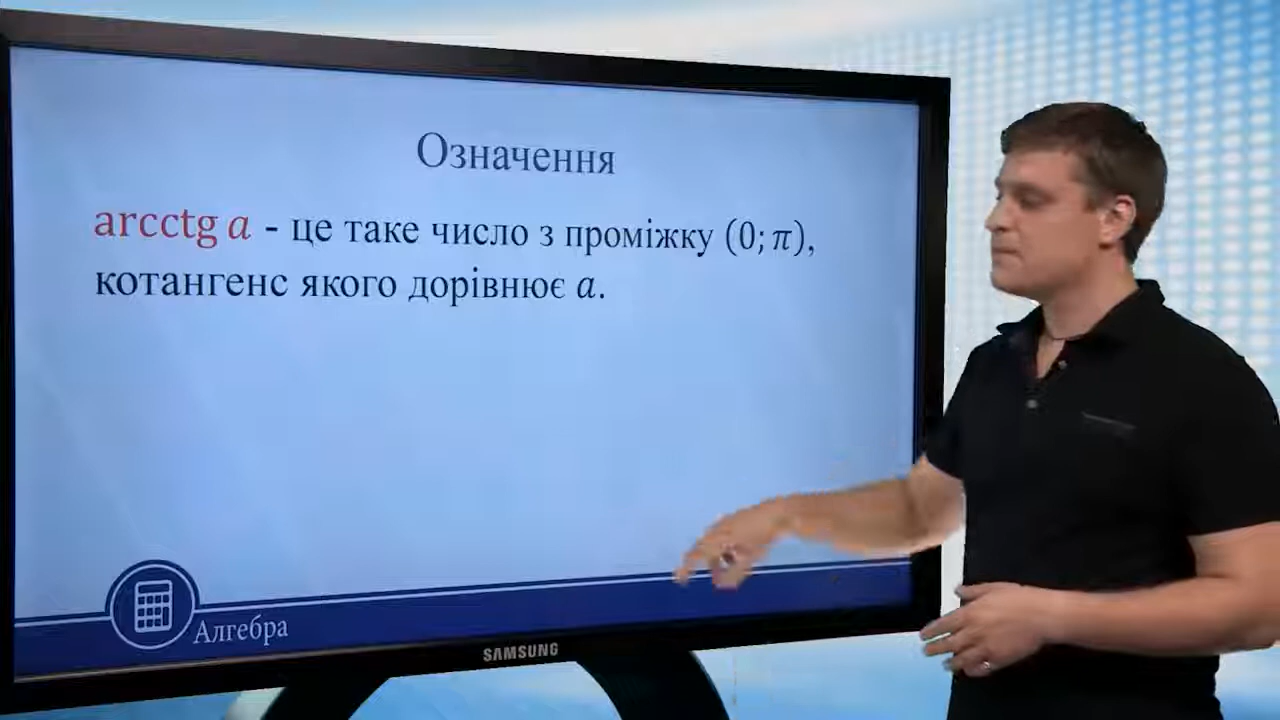 Означення
arcctg a - це таке число з проміжку (0; π),
котангенс якого дорівнює a.
Алгебра
SAMSUNG